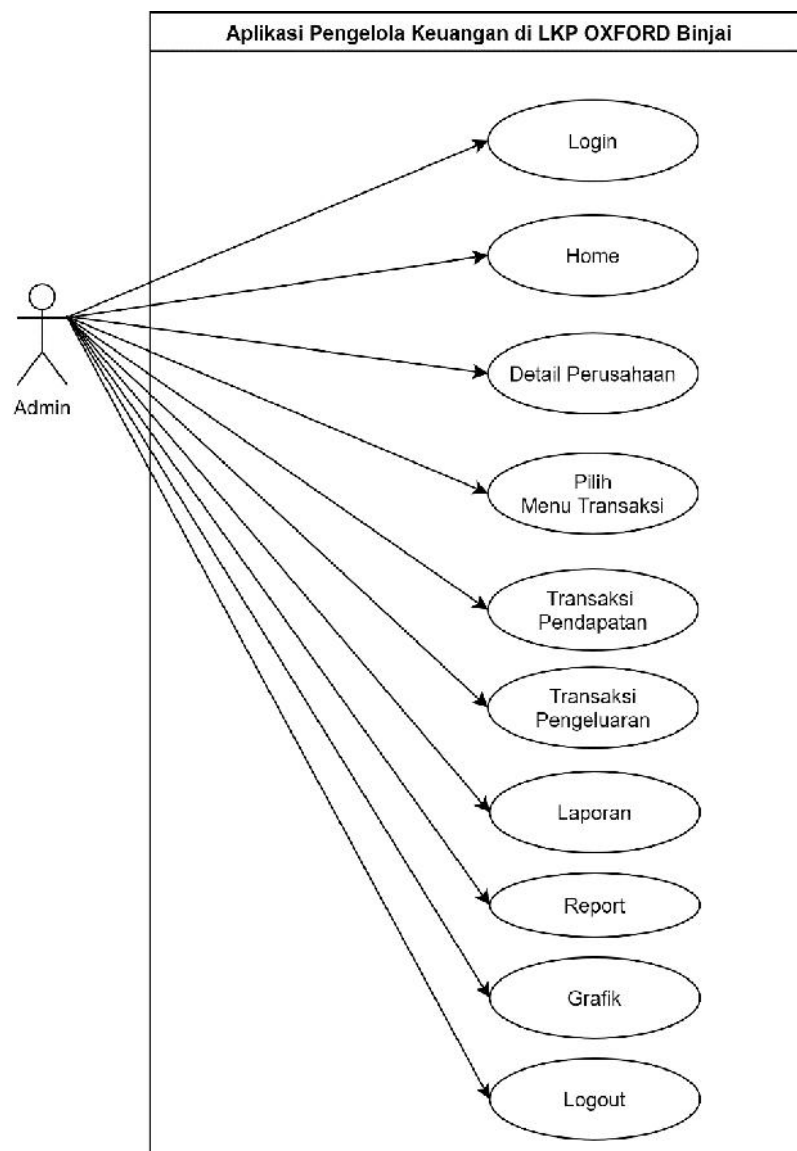 Aplikasi Pengelola Keuangan di LKP OXFORD Binjai
Login
Home
Admin
Detail Perusahaan
Pilih
Menu Transaksi
Transaksi
Pendapatan
Transaksi
Pengeluaran
Laporan
Report
Grafik
Logout